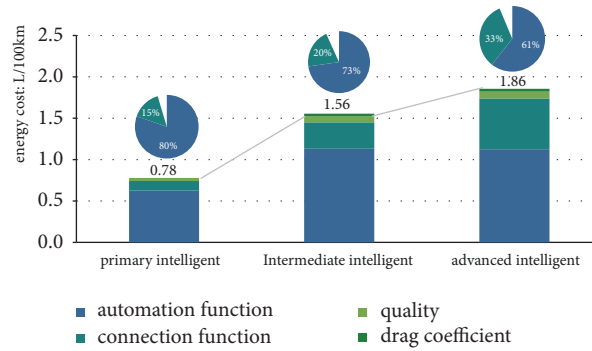 energy cost: L/100km
2.5
2.0
1.5
1.0
0.5
0.0
15%
80%
0.78
20%
73%
1.56
33%
61%
1.86
primary intelligent
Intermediate intelligent
advanced intelligent
automation function
connection function
quality
drag coefficient